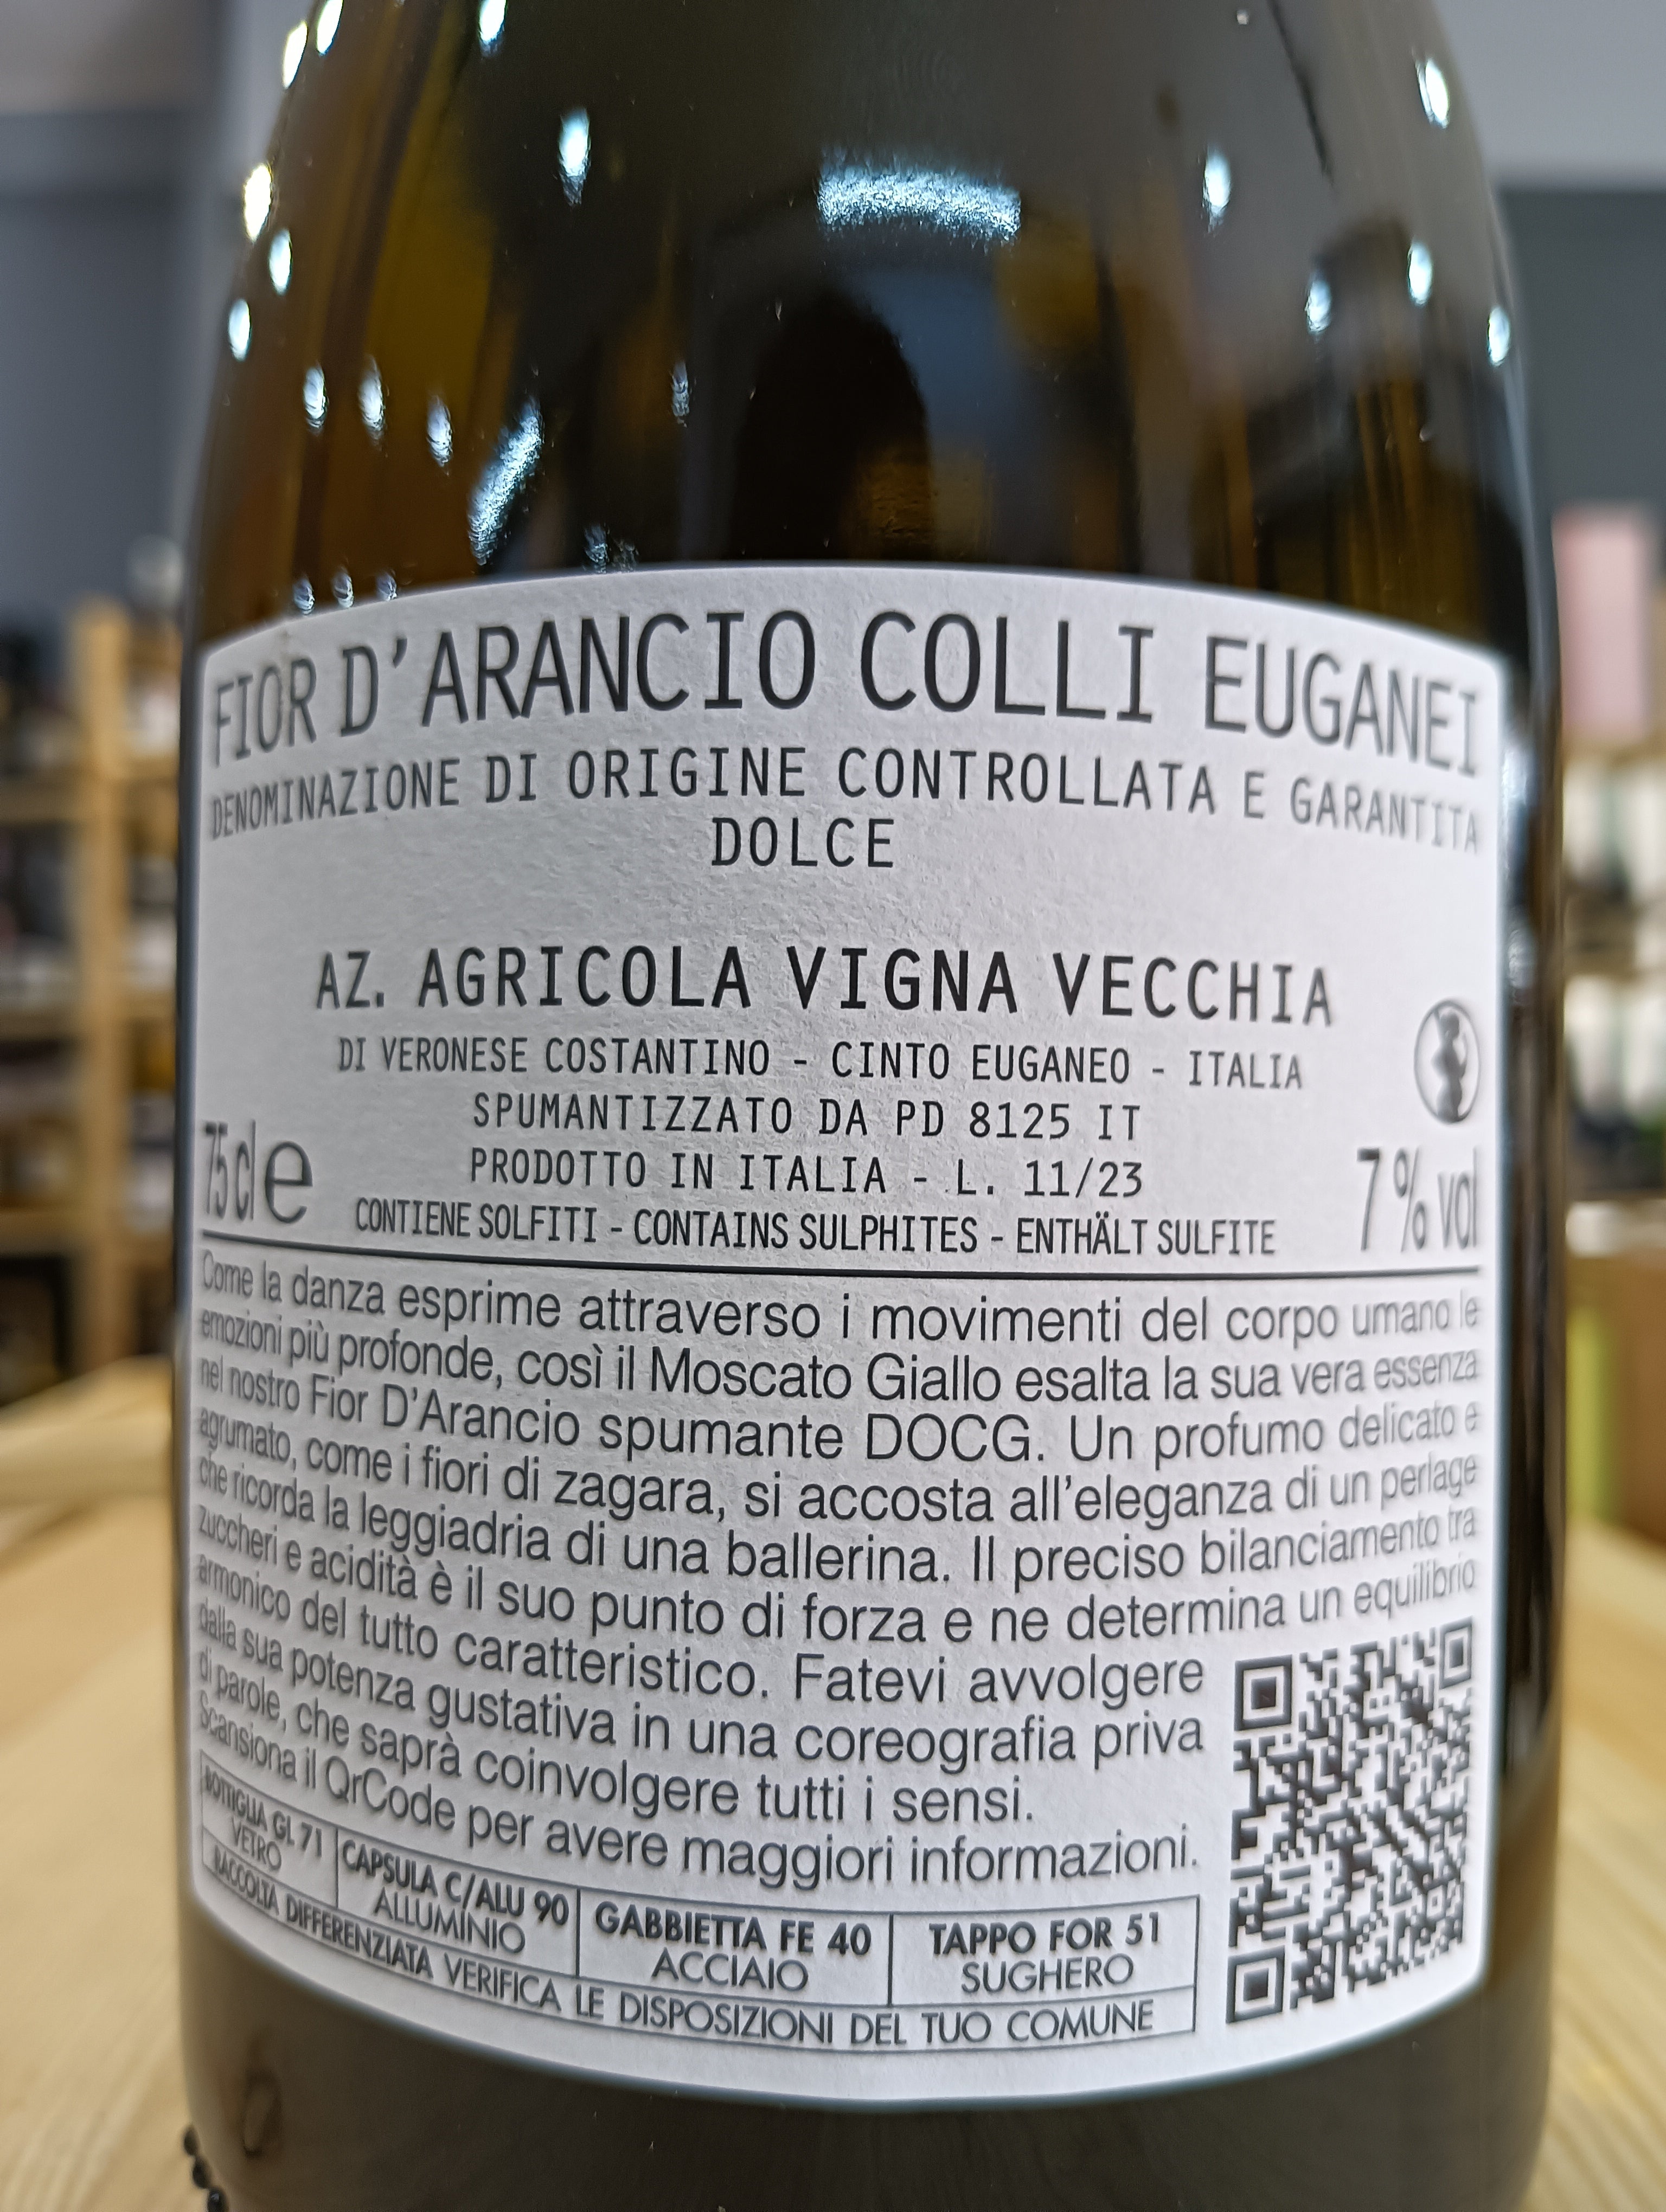 FIOR D'ARANCIO COLLI EUGANEI
DENOMINAZIONE DI ORIGINE CONTROLLATA E GARANTITA
DOLCE
AZ. AGRICOLA VIGNA VECCHIA
DI VERONESE COSTANTINO - CINTO EUGANEO - ITALIA
SPUMANTIZZATO DA PD 8125 IT
PRODOTTO IN ITALIA - L. 11/23
75cl e
7% vol
CONTIENE SOLFITI - CONTAINS SULPHITES - ENTHÄLT SULFITE
Come la danza esprime attraverso i movimenti del corpo umano le
emozioni più profonde, così il Moscato Giallo esalta la sua vera essenza
nel nostro Fior D'Arancio spumante DOCG. Un profumo delicato e
agrumato, come i fiori di zagara, si accosta all'eleganza di un perlage
che ricorda la leggiadria di una ballerina. Il preciso bilanciamento tra
zuccheri e acidità è il suo punto di forza e ne determina un equilibrio
armonico del tutto caratteristico. Fatevi avvolgere
dalla sua potenza gustativa in una coreografia priva
di parole, che saprà coinvolgere tutti i sensi.
Scansiona il QrCode per avere maggiori informazioni.
BOTTIGLIA GL 71
VETRO
CAPSULA C/ALU 90
ALLUMINIO
GABBIETTA FE 40
ACCIAIO
TAPPO FOR 51
SUGHERO
RACCOLTA DIFFERENZIATA VERIFICA LE DISPOSIZIONI DEL TUO COMUNE